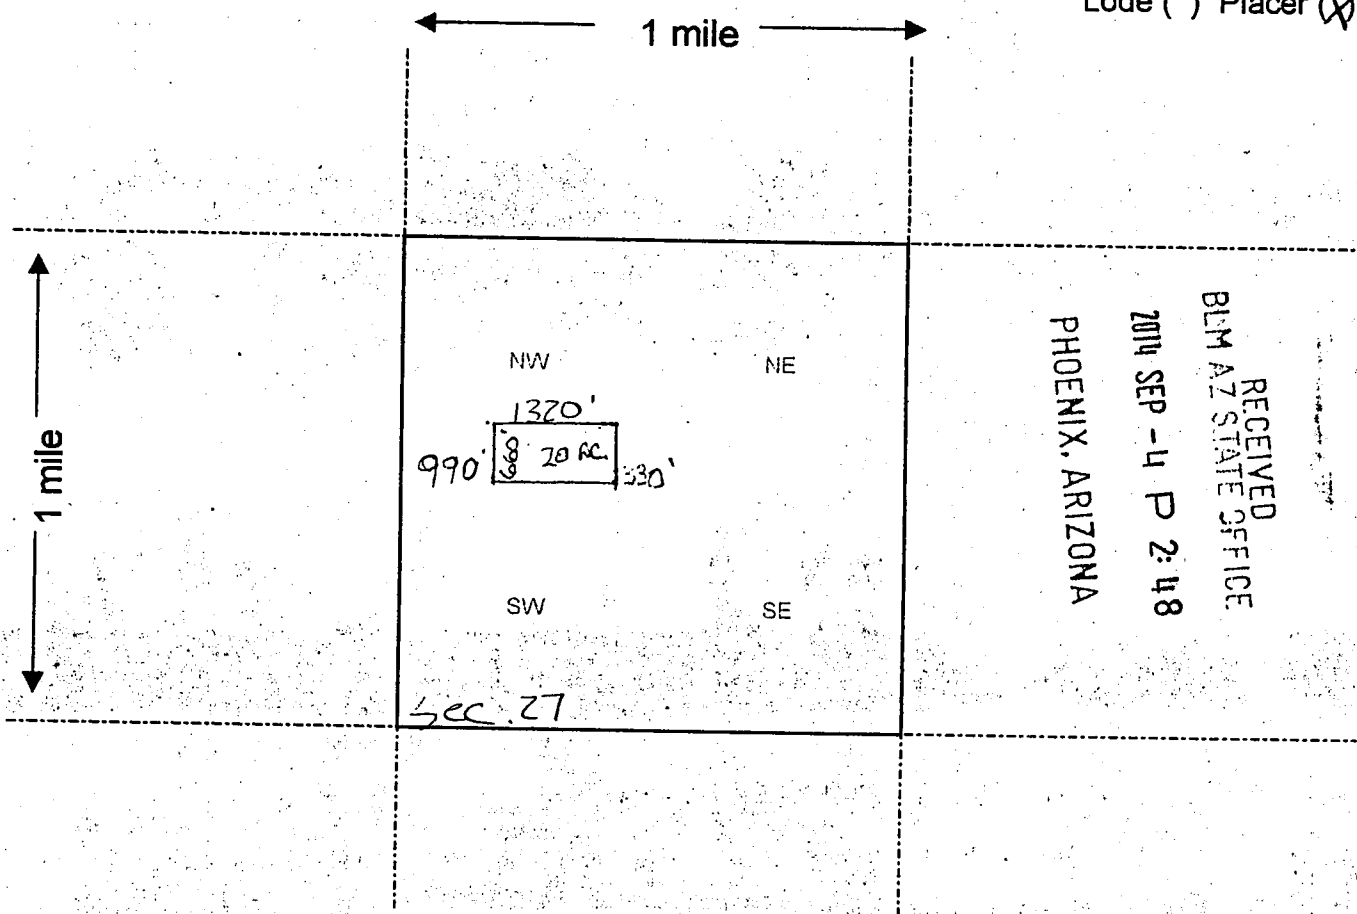 Lode ( ) Placer (X)
1 mile
1 mile
NW
NE
1320'
990'
660'
20 AC.
330'
SW
SE
Sec. 27
RECEIVED
BLM AZ STATE OFFICE
2014 SEP -4 P 2:48
PHOENIX, ARIZONA